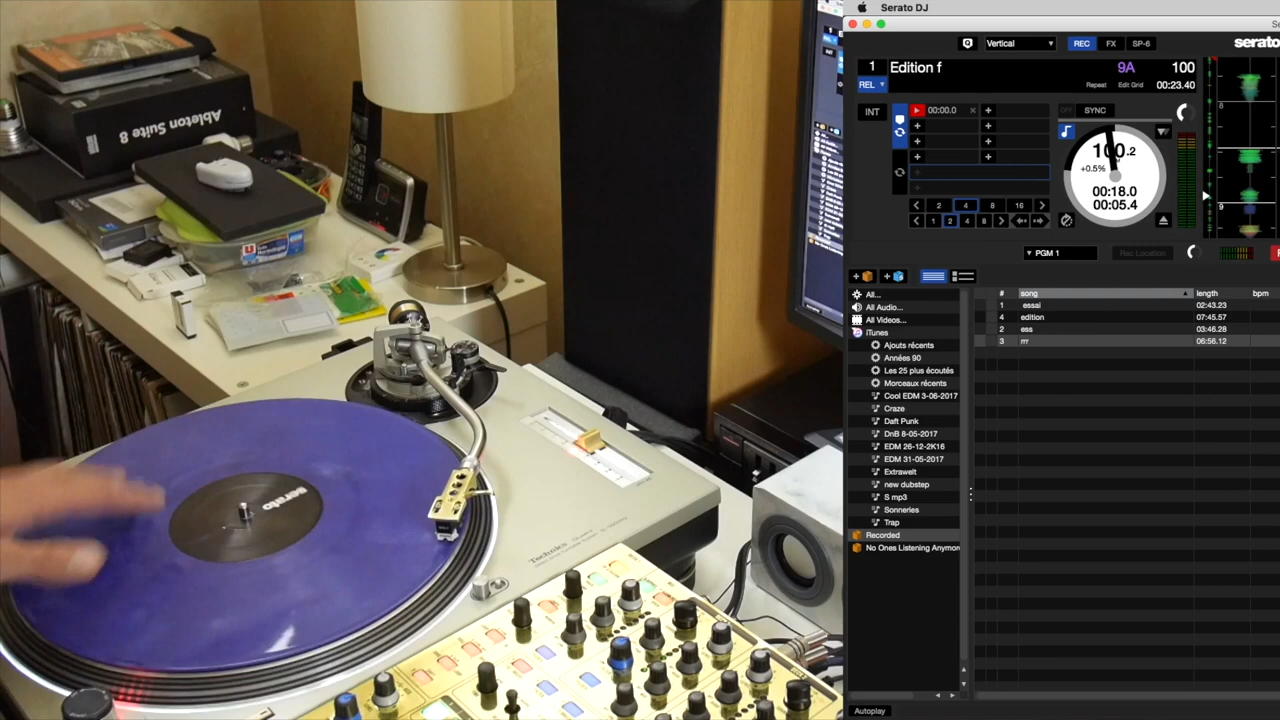 Serato DJ
Se
Vertical
REC
FX
SP-6
serato
1
Edition f
9A
100
REL
Repeat
Edit Grid
00:23.40
INT
00:00.0
SYNC
8
100.2
+0.5%
00:18.0
00:05.4
2
4
8
16
1
2
4
8
9
PGM 1
Rec Location
# song length bpm
1 essai 02:43.23
4 edition 07:45.57
2 ess 03:46.28
3 rrr 06:56.12
All...
All Audio...
All Videos...
iTunes
Ajouts récents
Années 90
Les 25 plus écoutés
Morceaux récents
Cool EDM 3-06-2017
Craze
Daft Punk
DnB 8-05-2017
EDM 26-12-2K16
EDM 31-05-2017
Extrawelt
new dubstep
S mp3
Sonneries
Trap
Recorded
No Ones Listening Anymor
Autoplay
Ableton Suite 8
serato
Technics